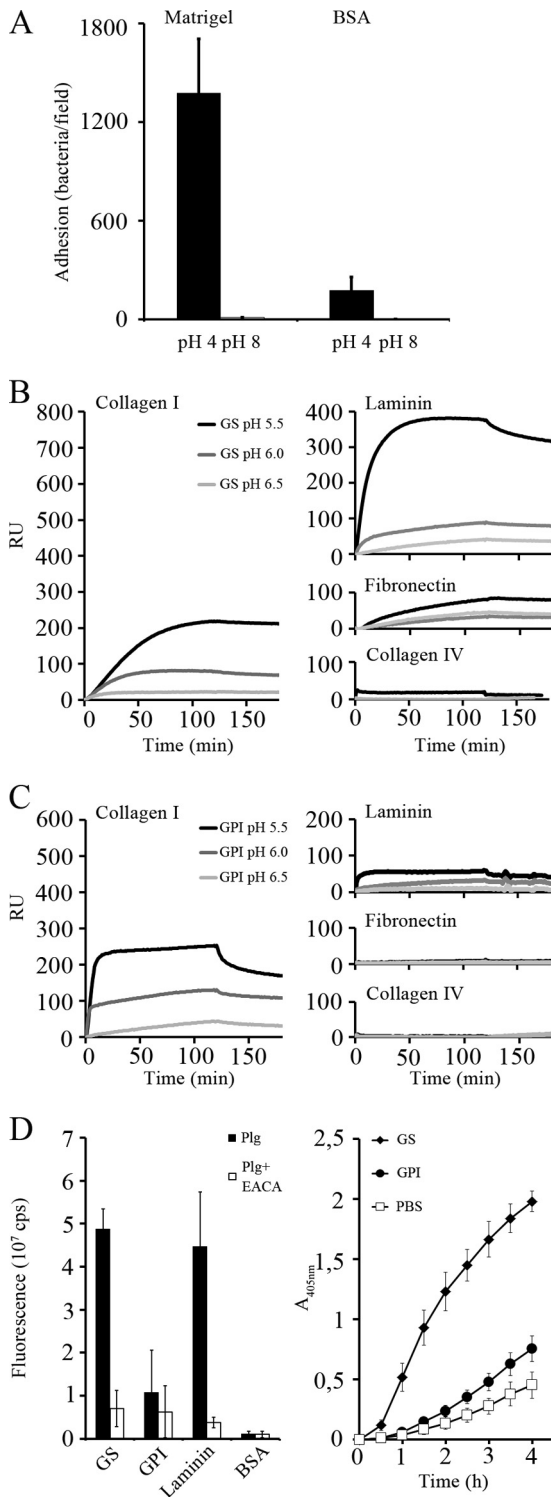 A
Matrigel BSA
Adhesion (bacteria/field)
1800
1200
600
0
pH 4 pH 8 pH 4 pH 8
B
Collagen I
GS pH 5.5
GS pH 6.0
GS pH 6.5
RU
800
700
600
500
400
300
200
100
0
0 50 100 150
Time (min)
Laminin
400
300
200
100
0
Fibronectin
100
0
Collagen IV
100
0
0 50 100 150
Time (min)
C
Collagen I
GPI pH 5.5
GPI pH 6.0
GPI pH 6.5
RU
600
500
400
300
200
100
0
0 50 100 150
Time (min)
Laminin
200
100
0
Fibronectin
100
0
Collagen IV
100
0
0 50 100 150
Time (min)
D
Plg
Plg+
EACA
Fluorescence (10⁷ cps)
7
6
5
4
3
2
1
0
GS GPI Laminin BSA
GS
GPI
PBS
A405nm
2,5
2
1,5
1
0,5
0
0 1 2 3 4
Time (h)